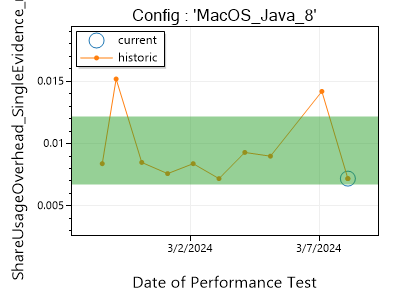 Config : 'MacOS_Java_8'
current
historic
0.015
0.01
0.005
3/2/2024
3/7/2024
Date of Performance Test
ShareUsageOverhead_SingleEvidence_